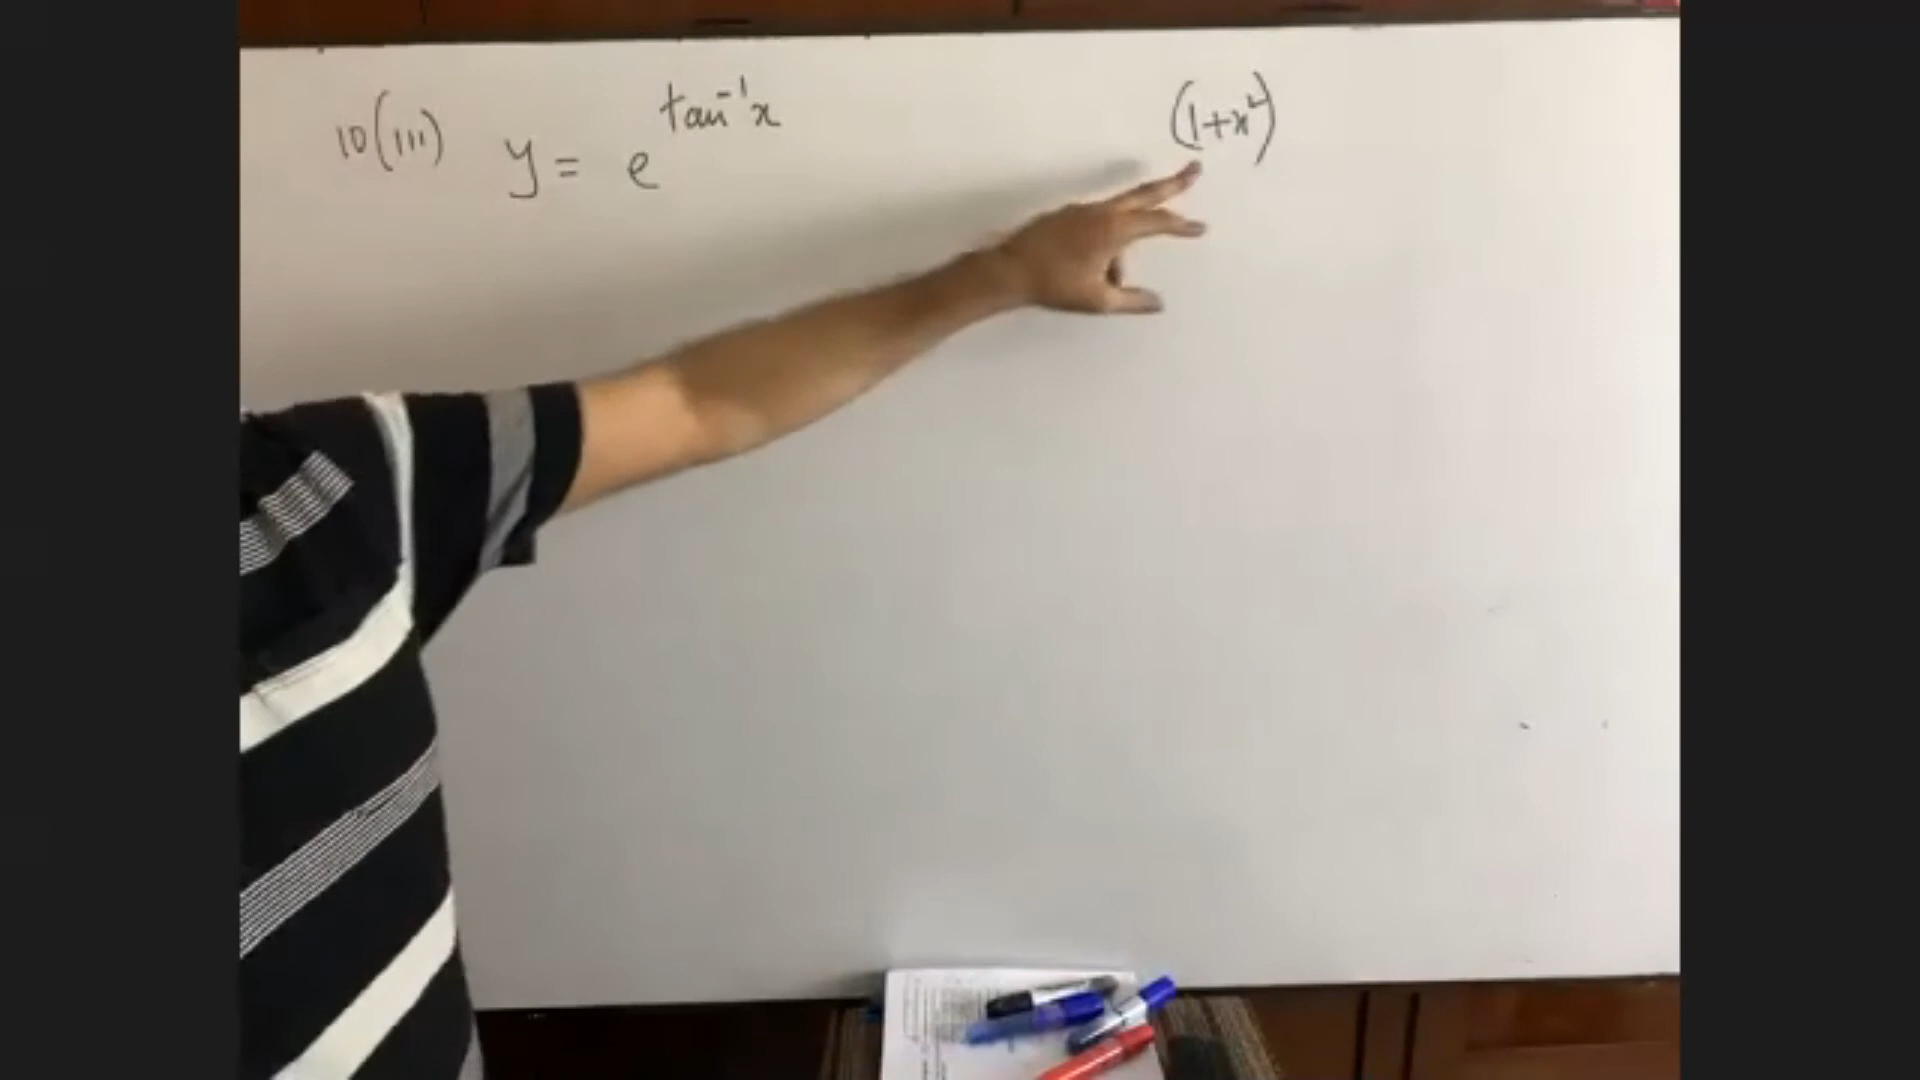 10(iii) y = e^{tan⁻¹x} (1+x²)